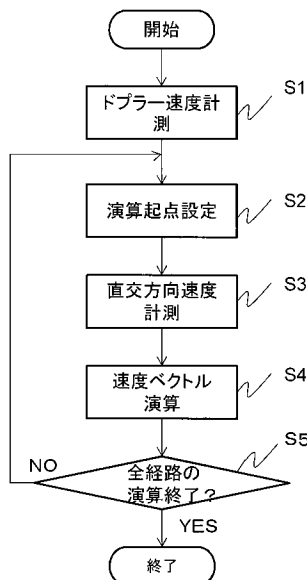 開始
S1
ドプラー速度計
測
S2
演算起点設定
S3
直交方向速度
計測
S4
速度ベクトル
演算
S5
NO
全経路の
演算終了?
YES
終了